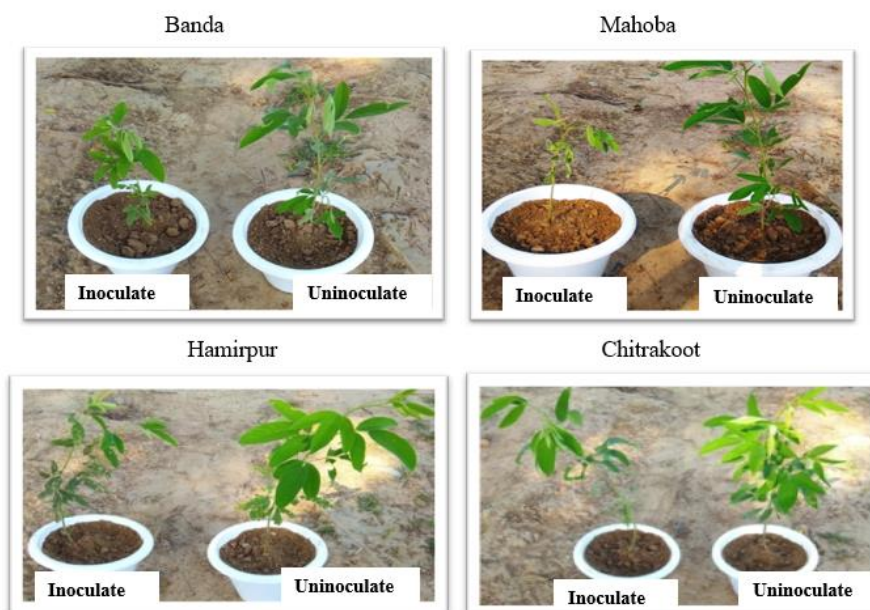 Banda
Mahoba
Inoculate
Uninoculate
Inoculate
Uninoculate
Hamirpur
Chitrakoot
Inoculate
Uninoculate
Inoculate
Uninoculate